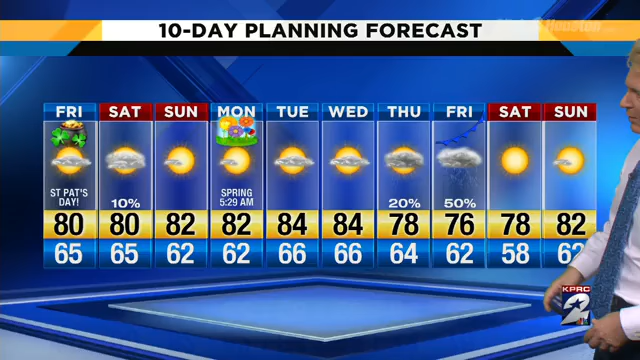 10-DAY PLANNING FORECAST
FRI SAT SUN MON TUE WED THU FRI SAT SUN
ST PAT'S
DAY!
10%
SPRING
5:29 AM
20%
50%
80 80 82 82 84 84 78 76 78 82
65 65 62 62 66 66 64 62 58 62
KPRC
2